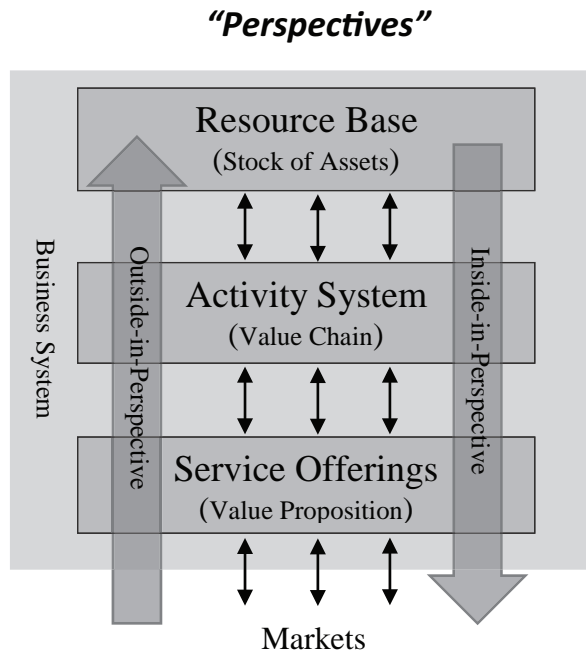 “Perspectives”
Resource Base
(Stock of Assets)
Business System
Outside-in-Perspective
Inside-in-Perspective
Activity System
(Value Chain)
Service Offerings
(Value Proposition)
Markets